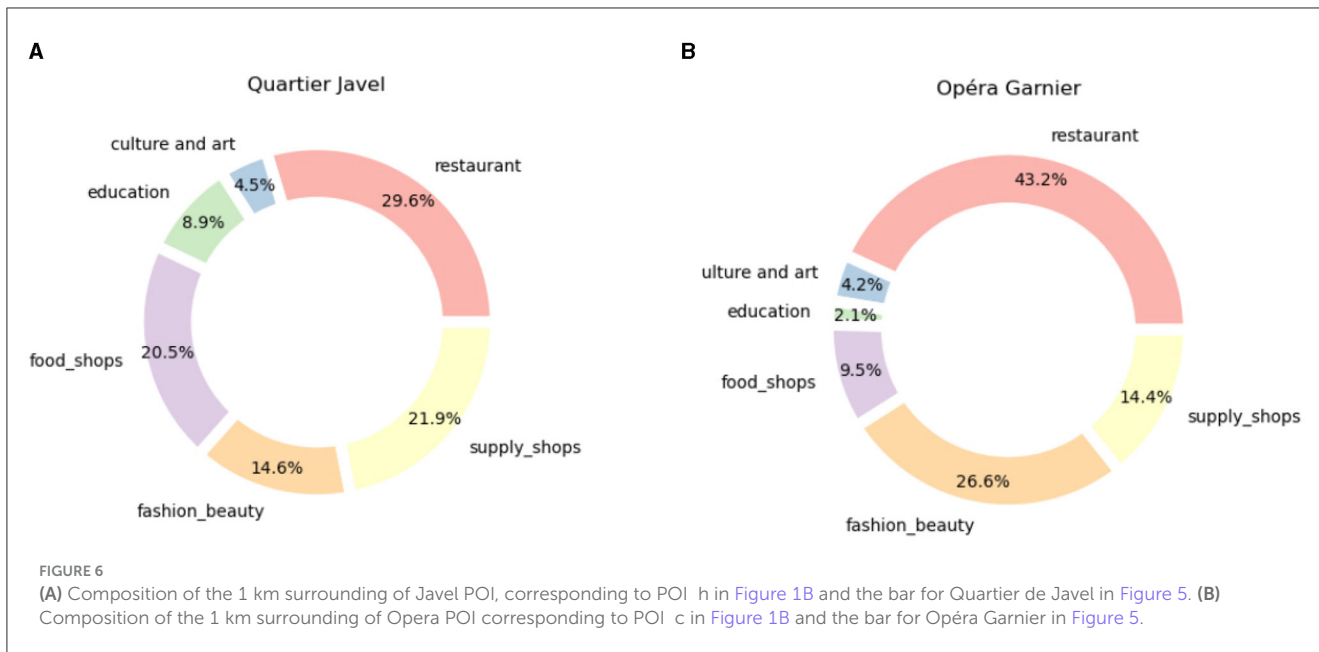 A
Quartier Javel
culture and art
4.5%
restaurant
29.6%
education
8.9%
food_shops
20.5%
21.9%
supply_shops
14.6%
fashion_beauty
B
Opéra Garnier
restaurant
43.2%
ulture and art
4.2%
education
2.1%
food_shops
9.5%
14.4%
supply_shops
26.6%
fashion_beauty
FIGURE 6
(A) Composition of the 1 km surrounding of Javel POI, corresponding to POI h in Figure 1B and the bar for Quartier de Javel in Figure 5. (B)
Composition of the 1 km surrounding of Opera POI corresponding to POI c in Figure 1B and the bar for Opéra Garnier in Figure 5.